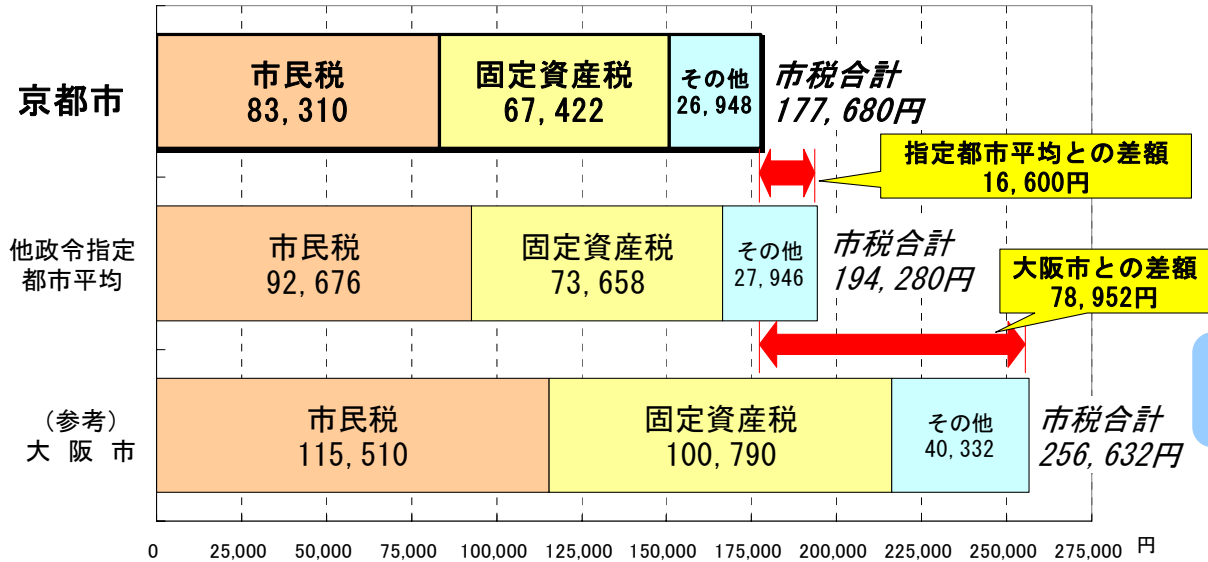 京都市
市民税
83,310
固定資産税
67,422
その他
26,948
市税合計
177,680円
指定都市平均との差額
16,600円
他政令指定
都市平均
市民税
92,676
固定資産税
73,658
その他
27,946
市税合計
194,280円
大阪市との差額
78,952円
（参考）
大 阪 市
市民税
115,510
固定資産税
100,790
その他
40,332
市税合計
256,632円
0 25,000 50,000 75,000 100,000 125,000 150,000 175,000 200,000 225,000 250,000 275,000 円